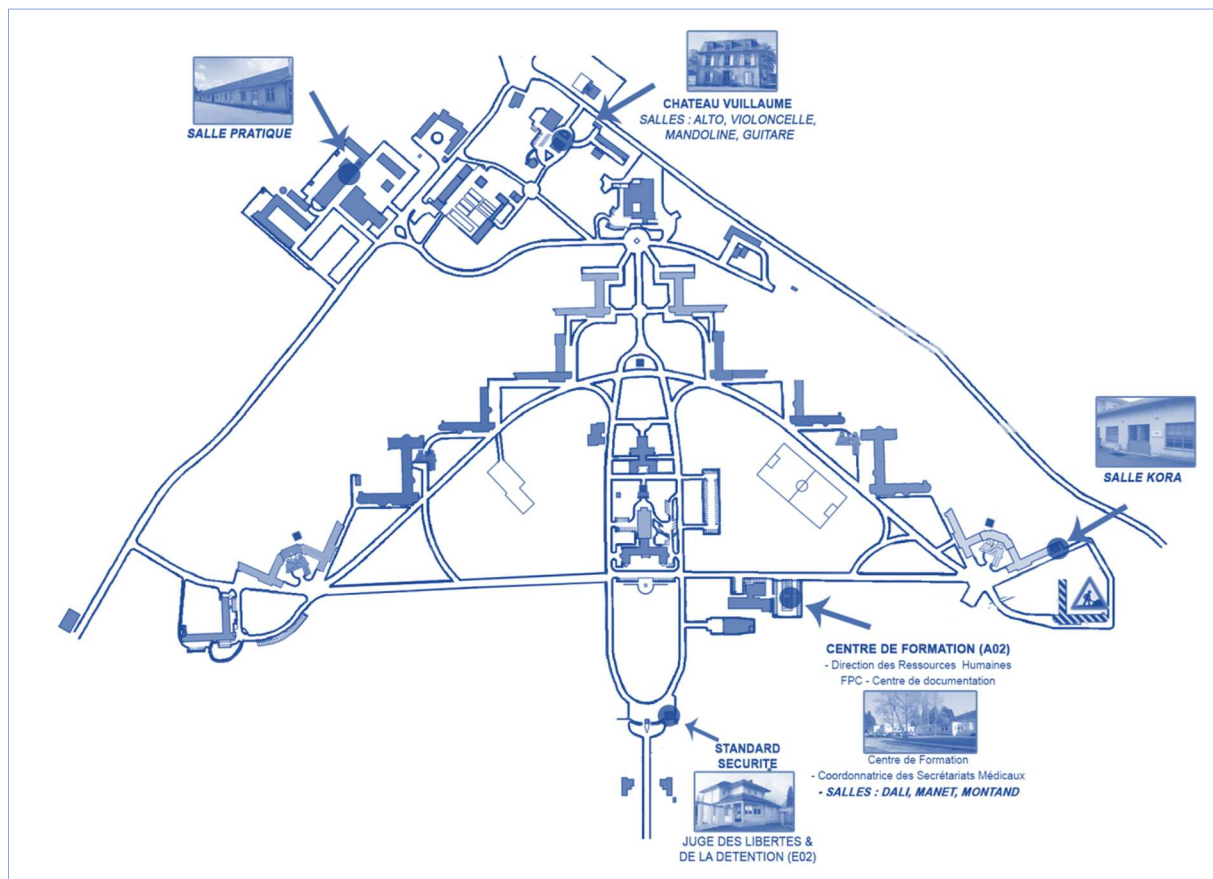 SALLE PRATIQUE
CHATEAU VUILLAUME
SALLES : ALTO, VIOLONCELLE,
MANDOLINE, GUITARE
SALLE KORA
CENTRE DE FORMATION (A02)
- Direction des Ressources Humaines
FPC - Centre de documentation
Centre de Formation
- Coordonnatrice des Secrétariats Médicaux
- SALLES : DALI, MANET, MONTAND
STANDARD
SECURITE
JUGE DES LIBERTES &
DE LA DETENTION (E02)